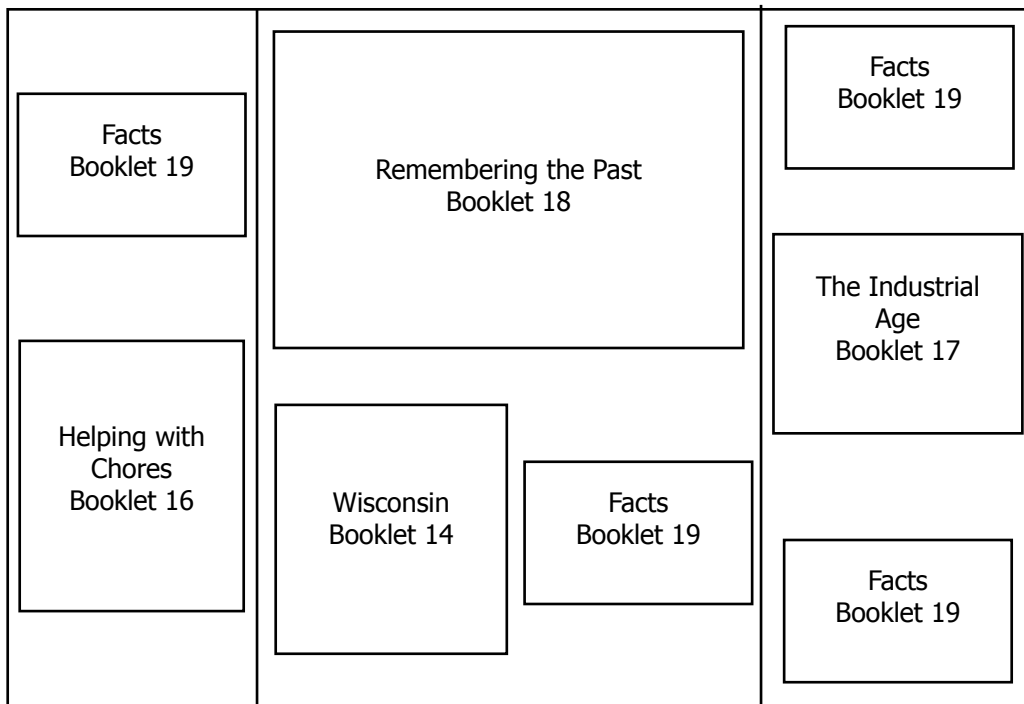 Facts
Booklet 19
Helping with
Chores
Booklet 16
Remembering the Past
Booklet 18
Wisconsin
Booklet 14
Facts
Booklet 19
Facts
Booklet 19
The Industrial
Age
Booklet 17
Facts
Booklet 19